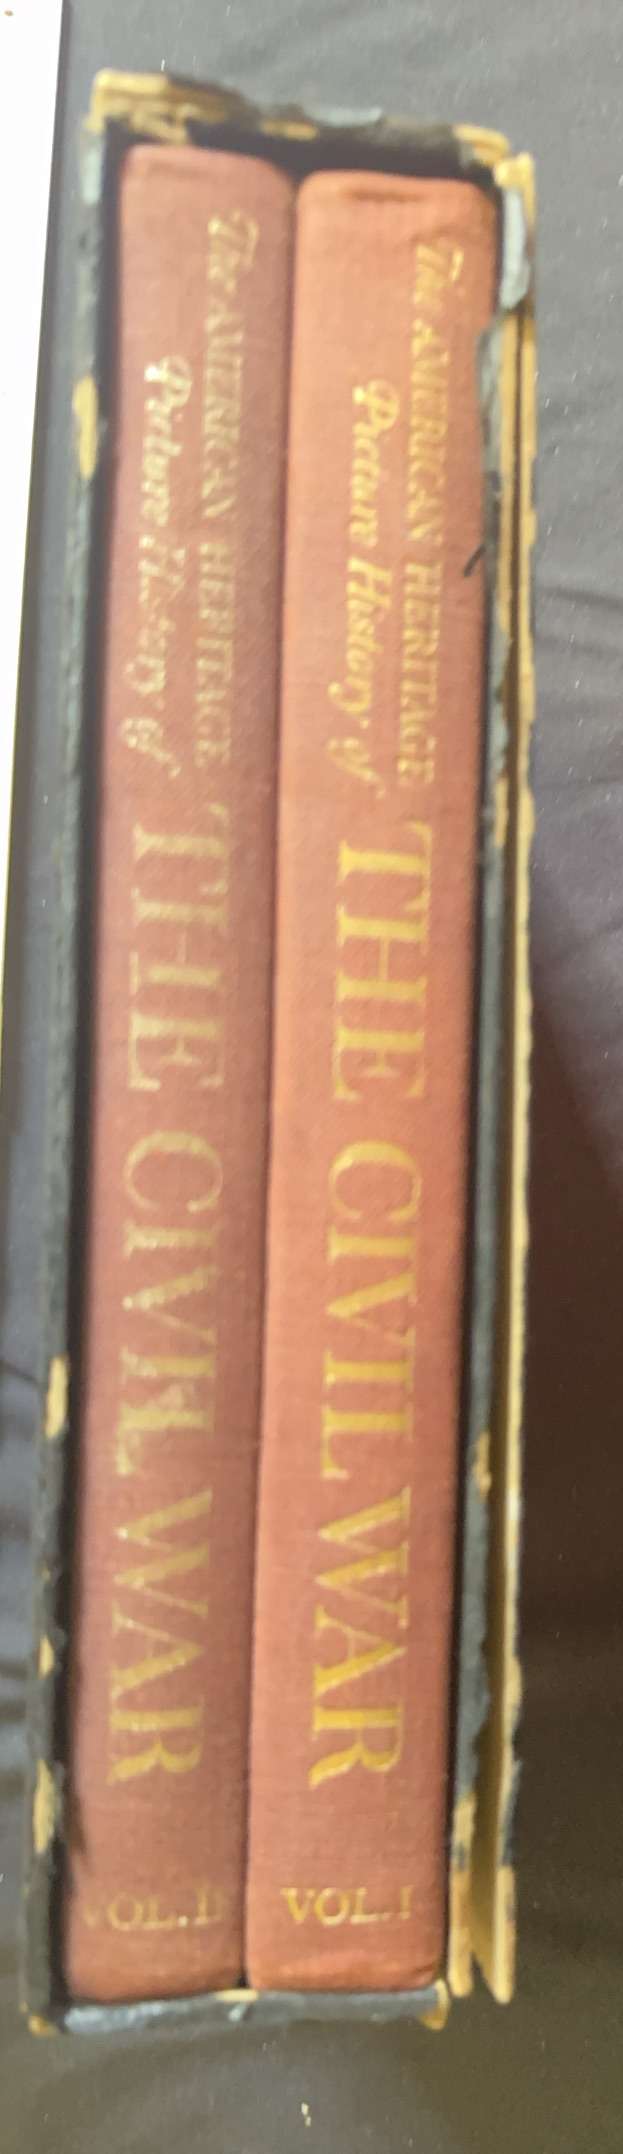 The AMERICAN HERITAGE
Picture History of
THE CIVIL WAR
VOL. II
The AMERICAN HERITAGE
Picture History of
THE CIVIL WAR
VOL. I